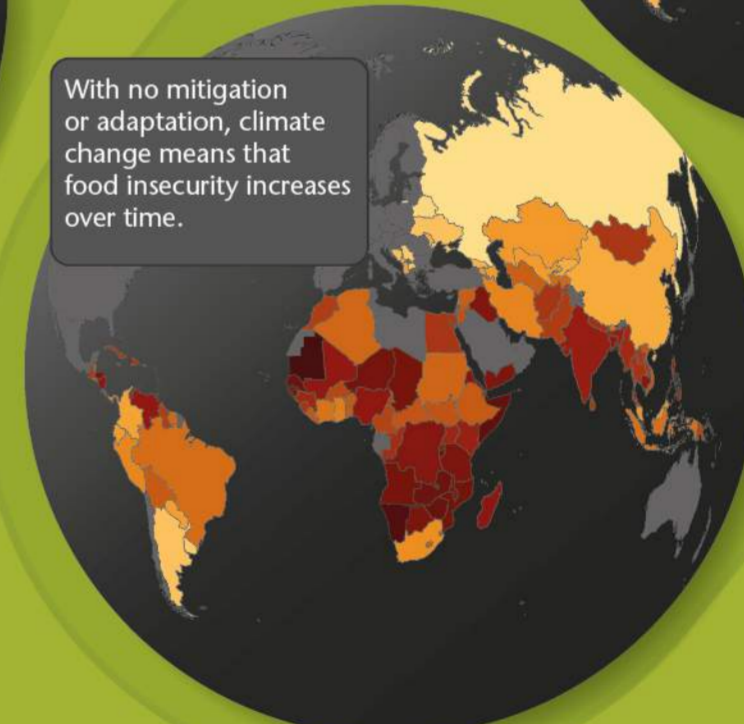 With no mitigation
or adaptation, climate
change means that
food insecurity increases
over time.